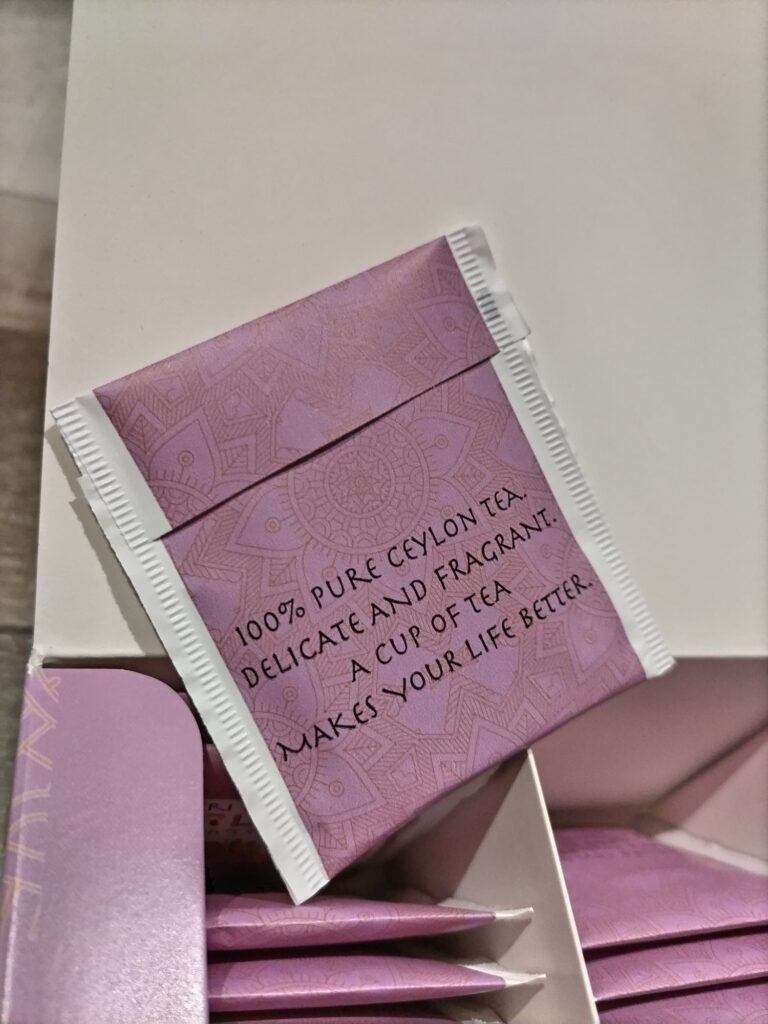 100% PURE CEYLON TEA.
DELICATE AND FRAGRANT.
A CUP OF TEA
MAKES YOUR LIFE BETTER.